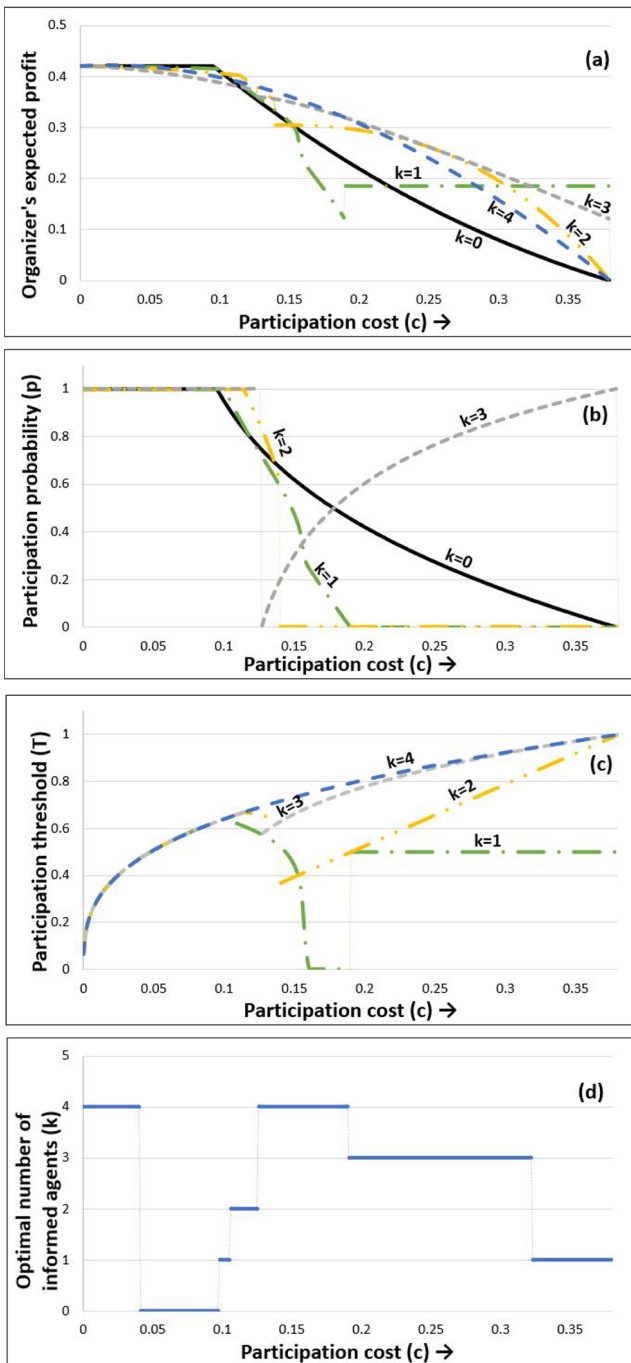 (a)
Organizer's expected profit
0.5
0.4
0.3
0.2
0.1
0
k=1
k=3
k=4
k=2
k=0
0 0.05 0.1 0.15 0.2 0.25 0.3 0.35
Participation cost (c) →
(b)
Participation probability (p)
1
0.8
0.6
0.4
0.2
0
k=2
k=3
k=0
k=1
0 0.05 0.1 0.15 0.2 0.25 0.3 0.35
Participation cost (c) →
(c)
Participation threshold (T)
1
0.8
0.6
0.4
0.2
0
k=4
k=3
k=2
k=1
0 0.05 0.1 0.15 0.2 0.25 0.3 0.35
Participation cost (c) →
(d)
Optimal number of
informed agents (k)
5
4
3
2
1
0
0 0.05 0.1 0.15 0.2 0.25 0.3 0.35
Participation cost (c) →